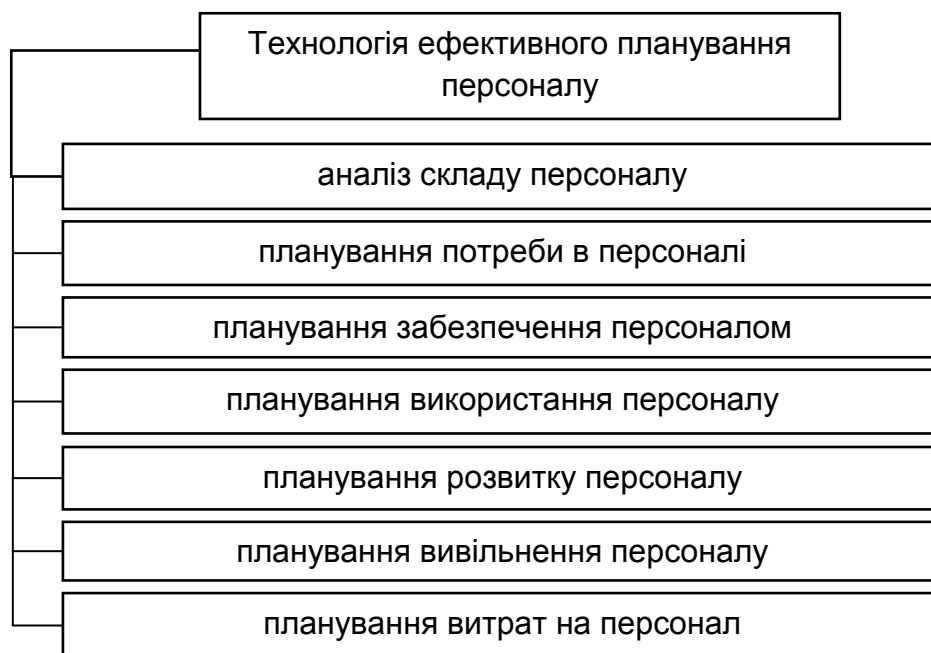 Технологія ефективного планування
персоналу
аналіз складу персоналу
планування потреби в персоналі
планування забезпечення персоналом
планування використання персоналу
планування розвитку персоналу
планування вивільнення персоналу
планування витрат на персонал